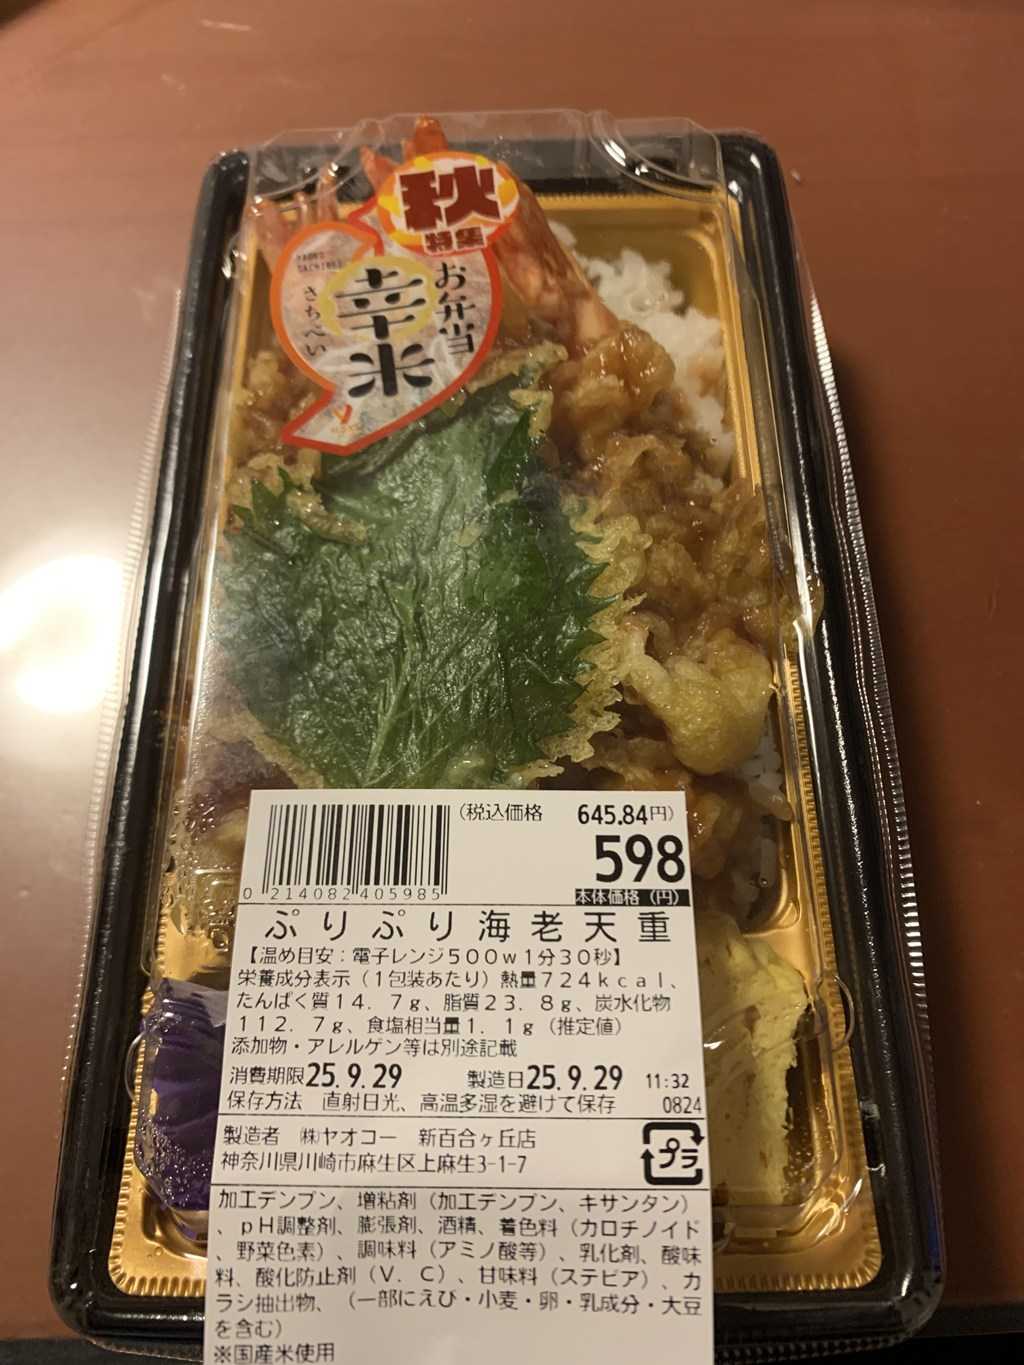 秋
特集
お弁当
幸米
さちべい
(税込価格 645.84円)
598
本体価格 (円)
0 214082 405985
ぷりぷり海老天重
【温め目安：電子レンジ500w1分30秒】
栄養成分表示(1包装あたり)熱量724kcal、
たんぱく質14.7g、脂質23.8g、炭水化物
112.7g、食塩相当量1.1g(推定値)
添加物・アレルゲン等は別途記載
消費期限25.9.29 製造日25.9.29 11:32
保存方法 直射日光、高温多湿を避けて保存 0824
製造者 ㈱ヤオコー 新百合ヶ丘店
神奈川県川崎市麻生区上麻生3-1-7
プラ
加工デンプン、増粘剤(加工デンプン、キサンタン)
、pH調整剤、膨張剤、酒精、着色料(カロチノイド
、野菜色素)、調味料(アミノ酸等)、乳化剤、酸味
料、酸化防止剤(V.C)、甘味料(ステビア)、カ
ラシ抽出物、(一部にえび・小麦・卵・乳成分・大豆
を含む)
※国産米使用